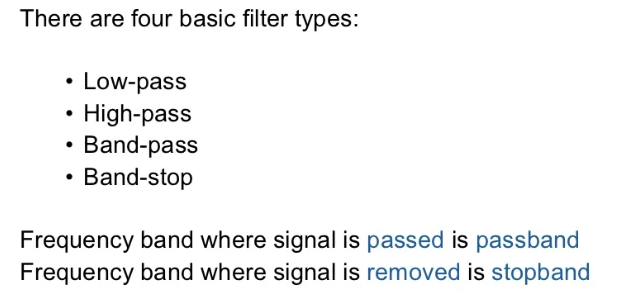 There are four basic filter types:
• Low-pass
• High-pass
• Band-pass
• Band-stop
Frequency band where signal is passed is passband
Frequency band where signal is removed is stopband